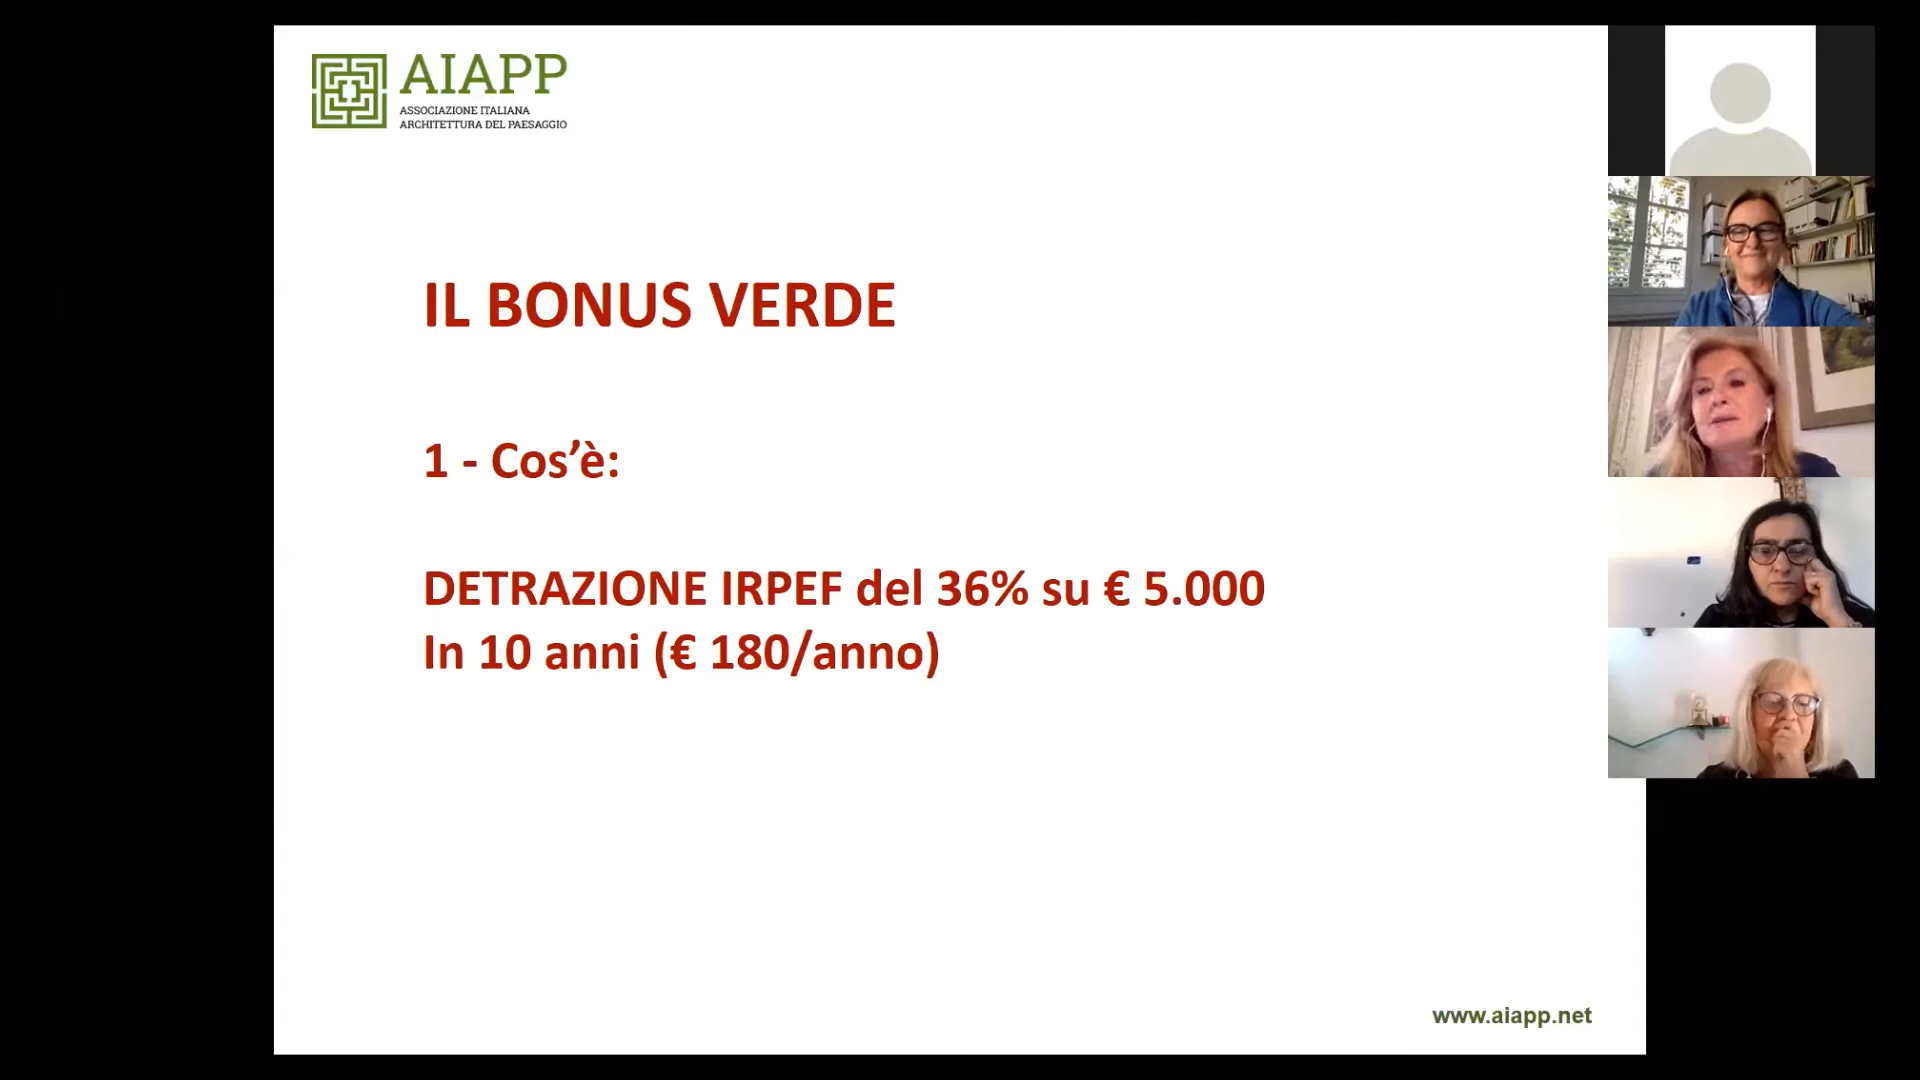 AIAPP
ASSOCIAZIONE ITALIANA
ARCHITETTURA DEL PAESAGGIO
IL BONUS VERDE
1 - Cos’è:
DETRAZIONE IRPEF del 36% su € 5.000
In 10 anni (€ 180/anno)
www.aiapp.net